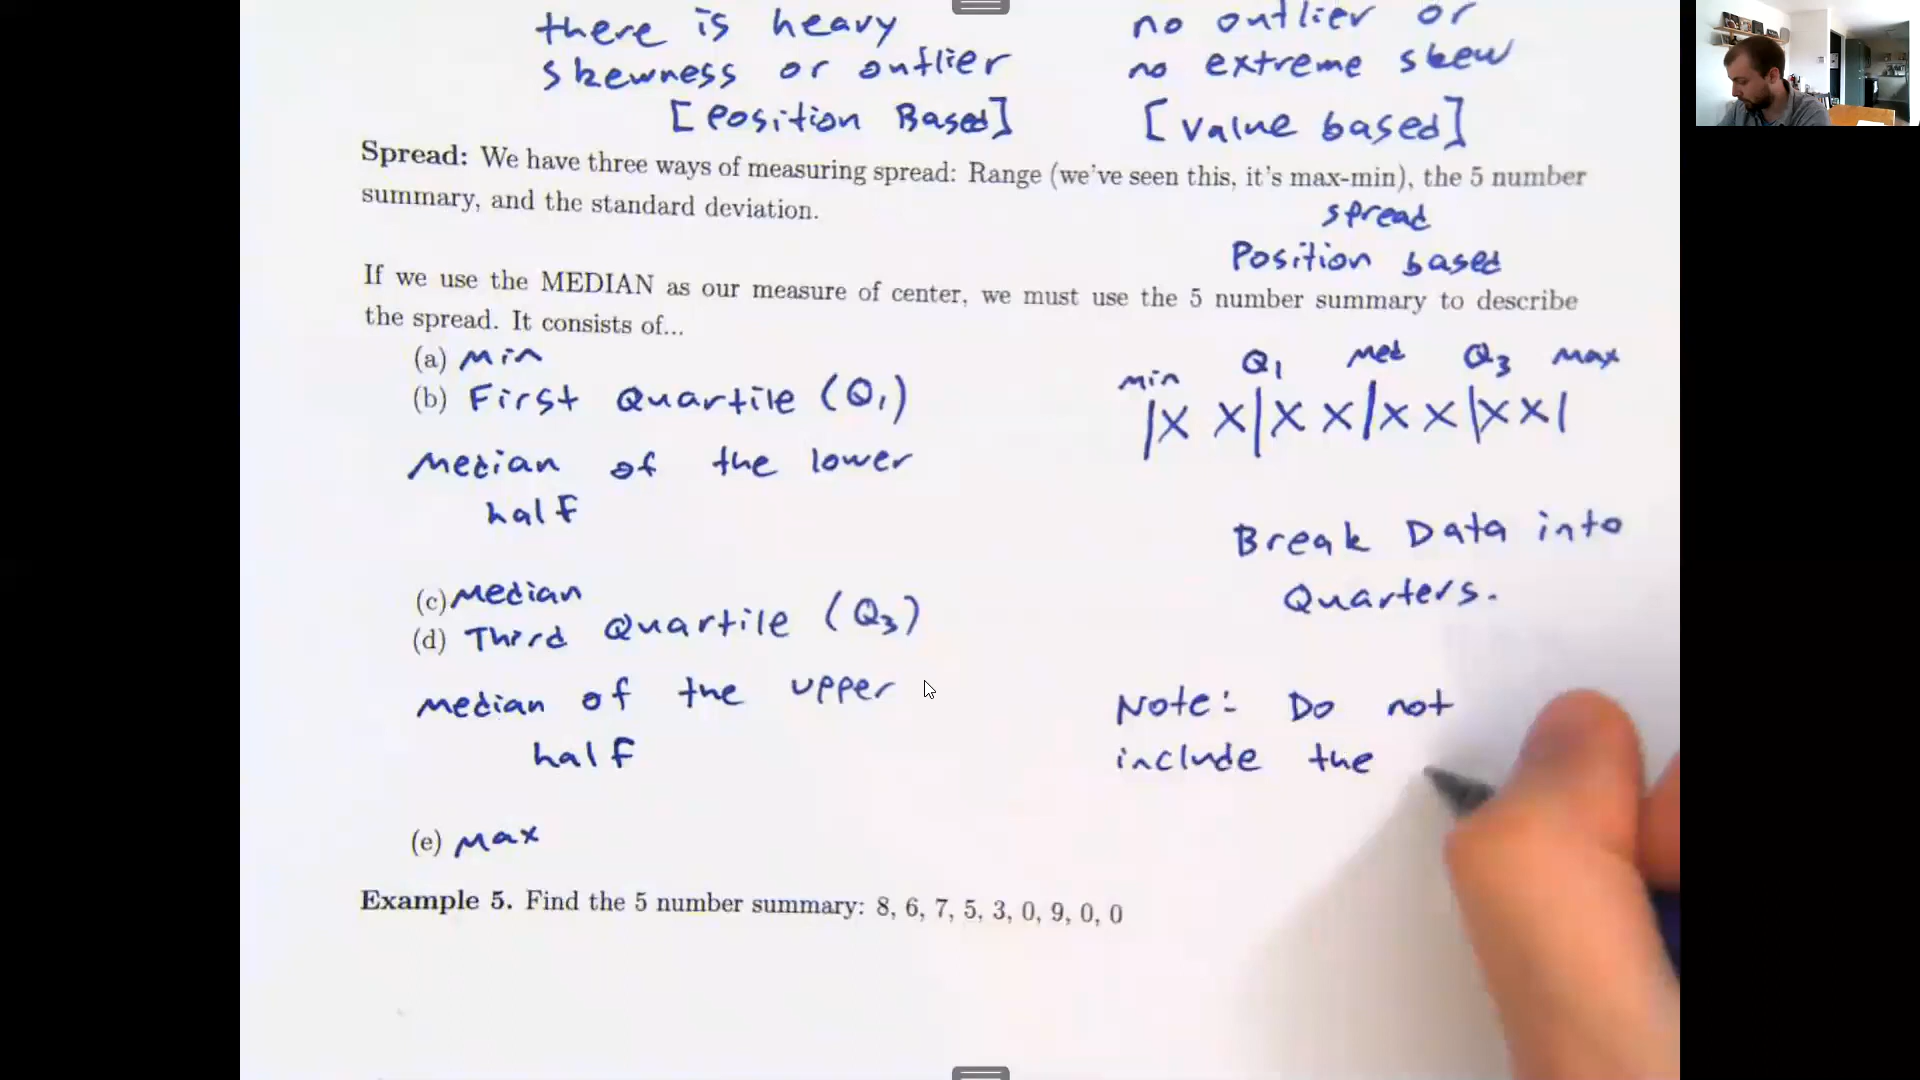 there is heavy
skewness or outlier
[Position Based]
no outlier or
no extreme skew
[value based]
Spread: We have three ways of measuring spread: Range (we've seen this, it's max-min), the 5 number
summary, and the standard deviation.
spread
Position based
If we use the MEDIAN as our measure of center, we must use the 5 number summary to describe
the spread. It consists of...
(a) Min
(b) First Quartile (Q1)
Median of the lower
half
min Q1 Med Q3 Max
|X X|X X|X X|X X|
Break Data into
Quarters.
(c) Median
(d) Third Quartile (Q3)
Median of the upper
half
Note: Do not
include the
(e) Max
Example 5. Find the 5 number summary: 8, 6, 7, 5, 3, 0, 9, 0, 0